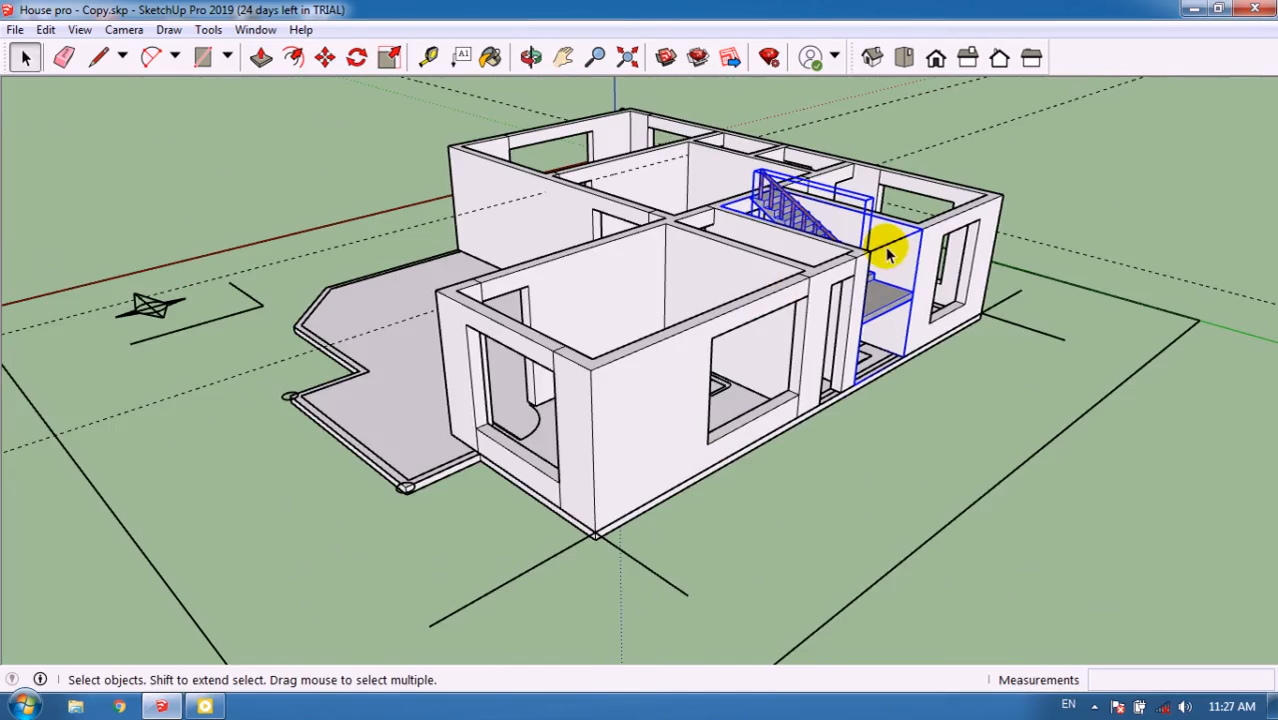 House pro - Copy.skp - SketchUp Pro 2019 (24 days left in TRIAL)
File Edit View Camera Draw Tools Window Help
A1
Select objects. Shift to extend select. Drag mouse to select multiple.
Measurements
EN
11:27 AM